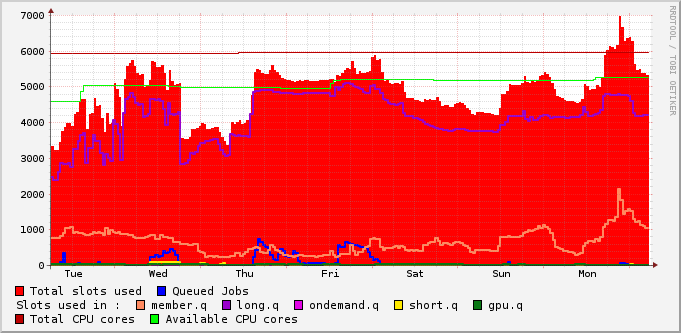 RRDTOOL / TOBI OETIKER
7000
6000
5000
4000
3000
2000
1000
0
Tue Wed Thu Fri Sat Sun Mon
Total slots used Queued Jobs
Slots used in : member.q long.q ondemand.q short.q gpu.q
Total CPU cores Available CPU cores